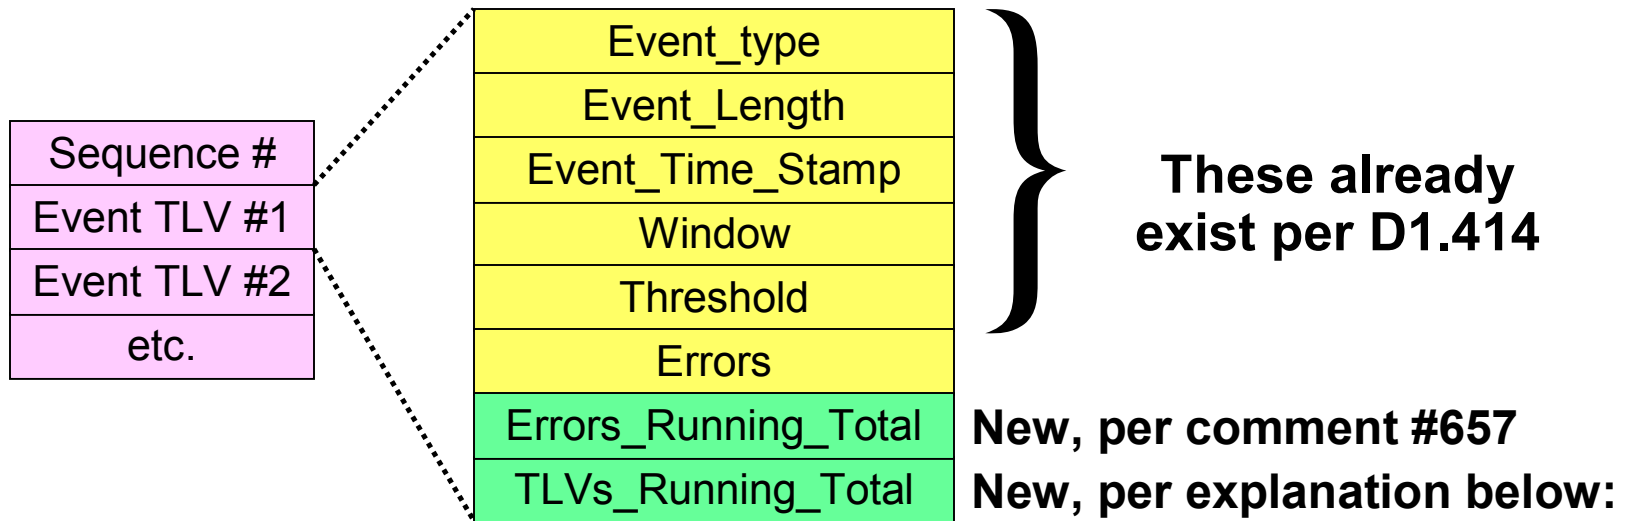 Sequence #
Event TLV #1
Event TLV #2
etc.
Event_type
Event_Length
Event_Time_Stamp
Window
Threshold
Errors
Errors_Running_Total
TLVs_Running_Total
These already
exist per D1.414
New, per comment #657
New, per explanation below: